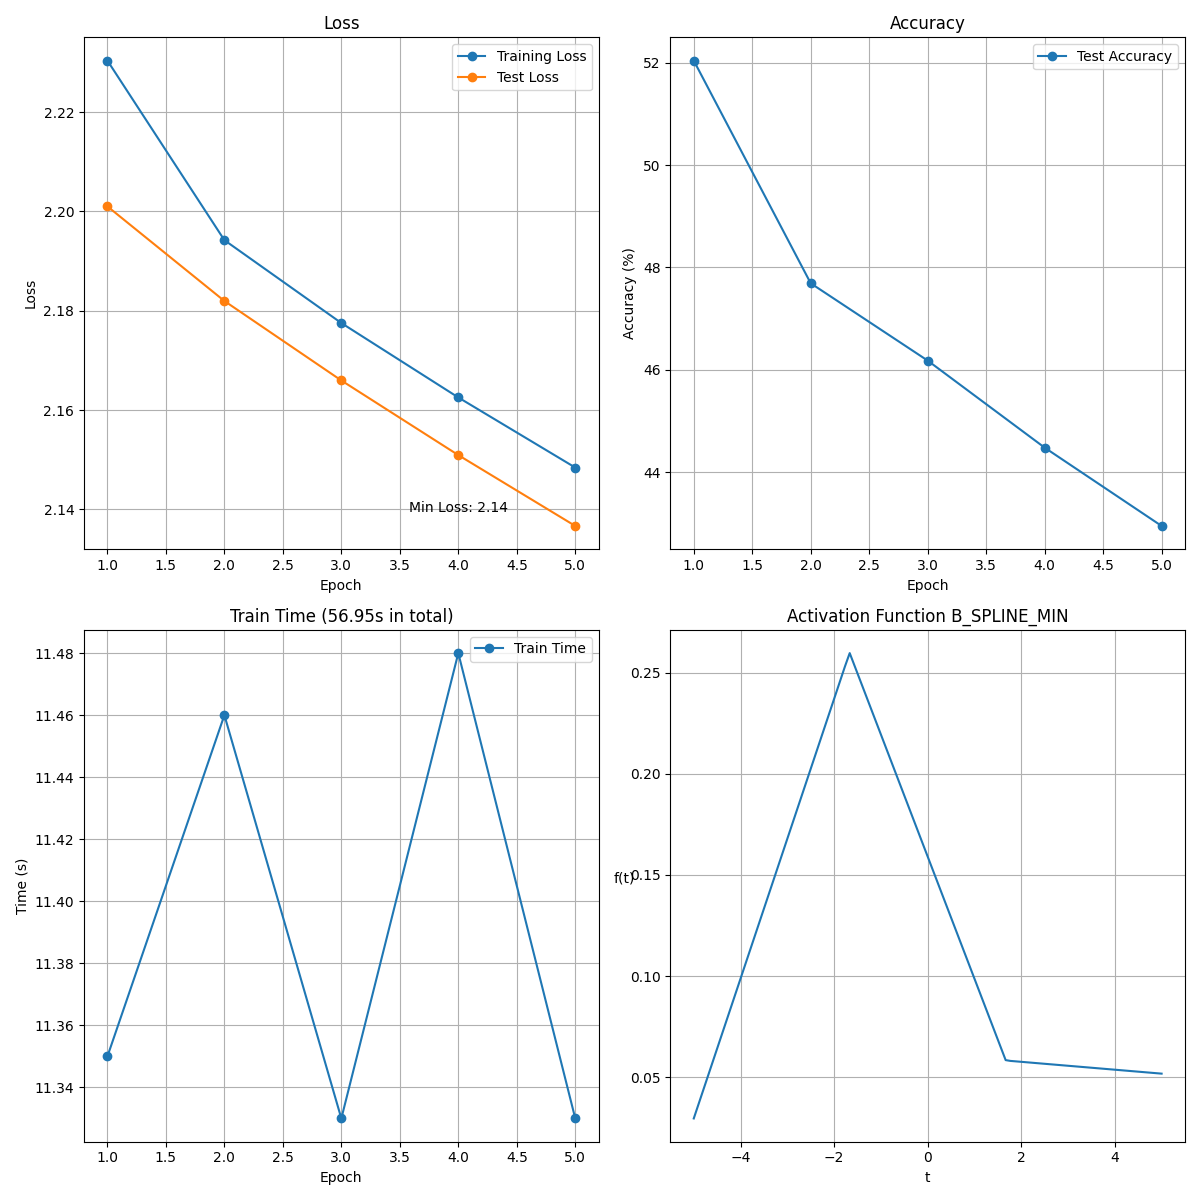 Loss
Training Loss
Test Loss
2.22
2.20
2.18
2.16
2.14
Loss
Min Loss: 2.14
1.0 1.5 2.0 2.5 3.0 3.5 4.0 4.5 5.0
Epoch
Accuracy
Test Accuracy
52
50
48
46
44
Accuracy (%)
1.0 1.5 2.0 2.5 3.0 3.5 4.0 4.5 5.0
Epoch
Train Time (56.95s in total)
Train Time
11.48
11.46
11.44
11.42
11.40
11.38
11.36
11.34
Time (s)
1.0 1.5 2.0 2.5 3.0 3.5 4.0 4.5 5.0
Epoch
Activation Function B_SPLINE_MIN
0.25
0.20
0.15
0.10
0.05
f(t)
−4 −2 0 2 4
t